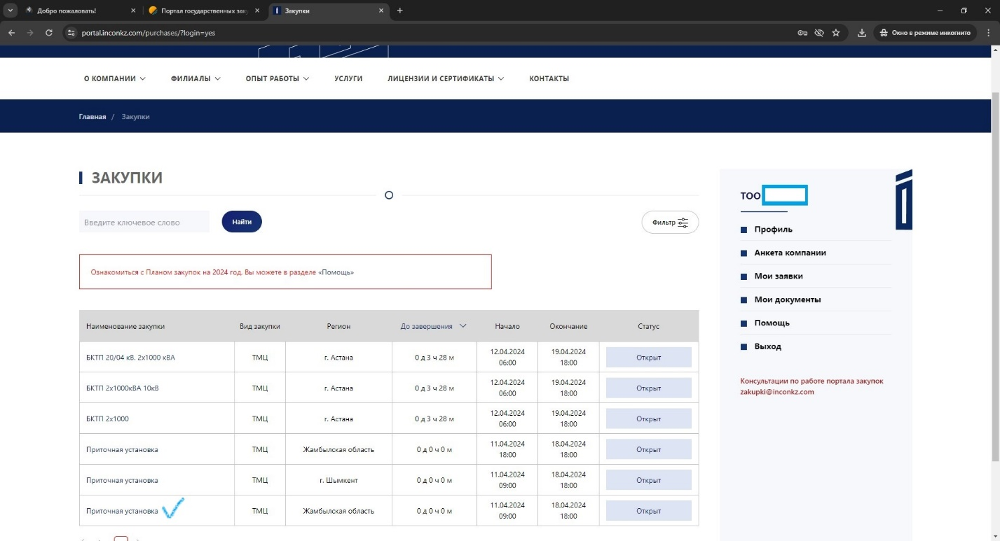 Добро пожаловать!
Портал государственных зак
Закупки
portal.inconkz.com/purchases/?login=yes
Окно в режиме инкогнито
О КОМПАНИИ ФИЛИАЛЫ ОПЫТ РАБОТЫ УСЛУГИ ЛИЦЕНЗИИ И СЕРТИФИКАТЫ КОНТАКТЫ
Главная / Закупки
ЗАКУПКИ
Введите ключевое слово
Найти
Фильтр
Ознакомиться с Планом закупок на 2024 год, Вы можете в разделе «Помощь»
Наименование закупки Вид закупки Регион До завершения Начало Окончание Статус
БКТП 20/04 кВ. 2х1000 кВА ТМЦ г. Астана 0 д 3 ч 28 м 12.04.2024 06:00 19.04.2024 18:00 Открыт
БКТП 2х1000кВА 10кВ ТМЦ г. Астана 0 д 3 ч 28 м 12.04.2024 06:00 19.04.2024 18:00 Открыт
БКТП 2х1000 ТМЦ г. Астана 0 д 3 ч 28 м 12.04.2024 06:00 19.04.2024 18:00 Открыт
Приточная установка ТМЦ Жамбылская область 0 д 0 ч 0 м 11.04.2024 18:00 18.04.2024 18:00 Открыт
Приточная установка ТМЦ г. Шымкент 0 д 0 ч 0 м 11.04.2024 09:00 18.04.2024 18:00 Открыт
Приточная установка ТМЦ Жамбылская область 0 д 0 ч 0 м 11.04.2024 09:00 18.04.2024 18:00 Открыт
ТОО
Профиль
Анкета компании
Мои заявки
Мои документы
Помощь
Выход
Консультации по работе портала закупок
zakupki@inconkz.com